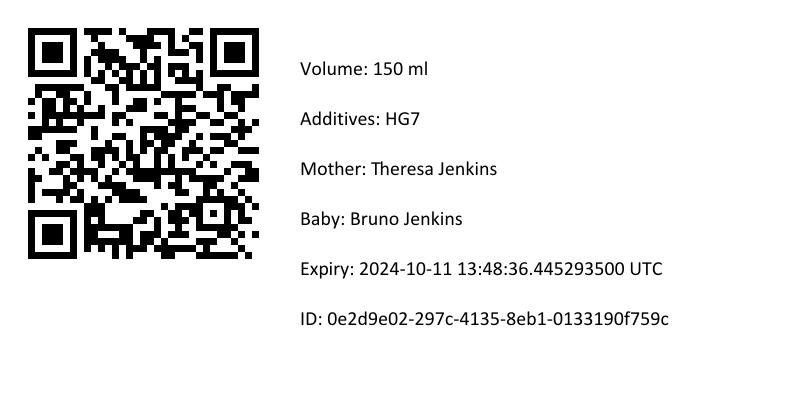 Volume: 150 ml
Additives: HG7
Mother: Theresa Jenkins
Baby: Bruno Jenkins
Expiry: 2024-10-11 13:48:36.445293500 UTC
ID: 0e2d9e02-297c-4135-8eb1-0133190f759c